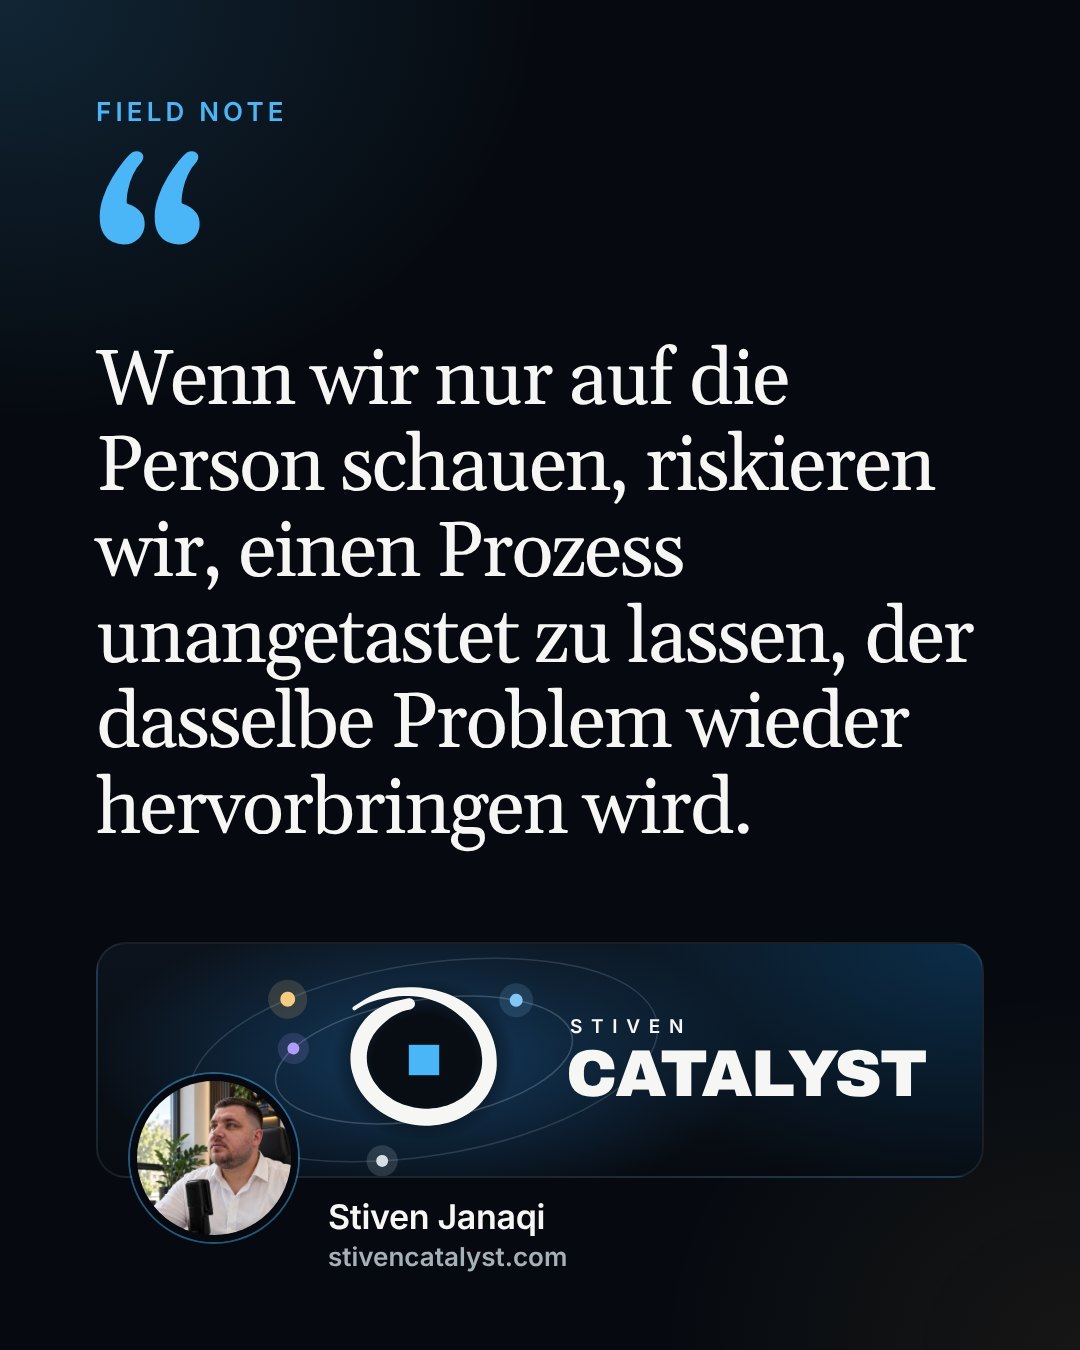 FIELD NOTE
“
Wenn wir nur auf die
Person schauen, riskieren
wir, einen Prozess
unangetastet zu lassen, der
dasselbe Problem wieder
hervorbringen wird.
STIVEN
CATALYST
Stiven Janaqi
stivencatalyst.com